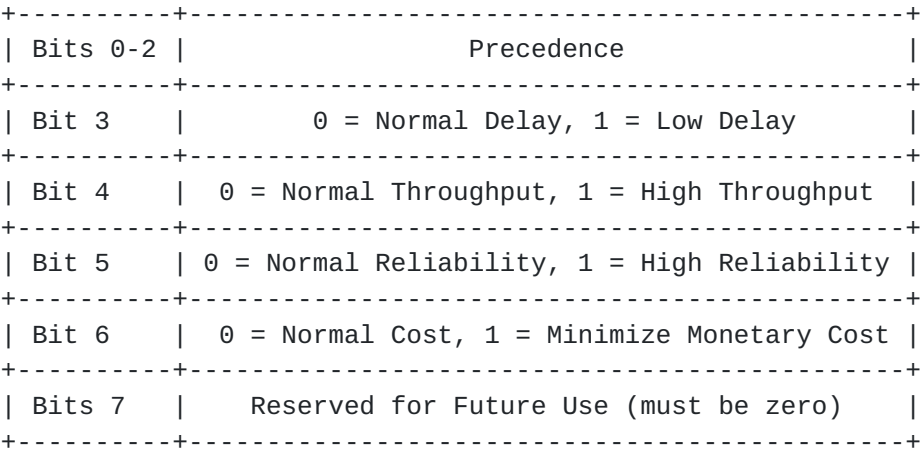 +----------+----------------------------------------------+
| Bits 0-2 |                  Precedence                  |
+----------+----------------------------------------------+
| Bit 3    |        0 = Normal Delay, 1 = Low Delay       |
+----------+----------------------------------------------+
| Bit 4    |  0 = Normal Throughput, 1 = High Throughput  |
+----------+----------------------------------------------+
| Bit 5    | 0 = Normal Reliability, 1 = High Reliability |
+----------+----------------------------------------------+
| Bit 6    |  0 = Normal Cost, 1 = Minimize Monetary Cost |
+----------+----------------------------------------------+
| Bits 7   |    Reserved for Future Use (must be zero)    |
+----------+----------------------------------------------+